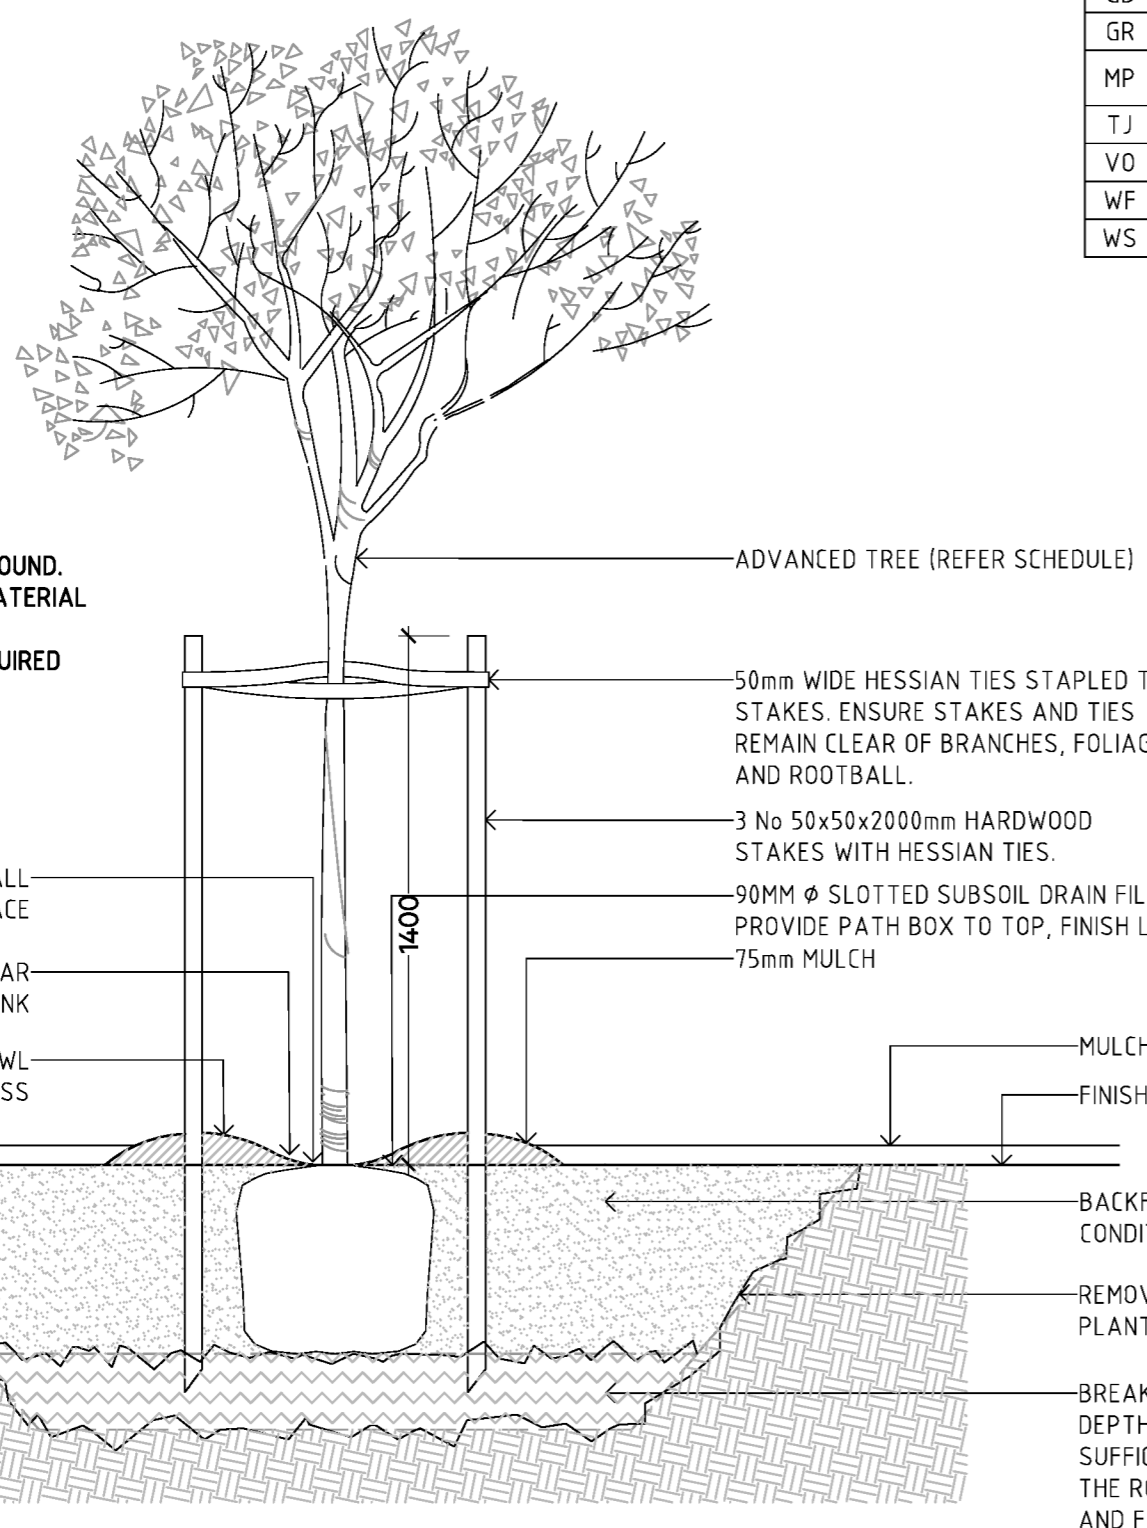 GR
MP
TJ
VO
WF
WS
OUND.
ATERIAL
UIRED
ADVANCED TREE (REFER SCHEDULE)
50mm WIDE HESSIAN TIES STAPLED T
STAKES. ENSURE STAKES AND TIES
REMAIN CLEAR OF BRANCHES, FOLIAG
AND ROOTBALL.
3 No 50x50x2000mm HARDWOOD
STAKES WITH HESSIAN TIES.
ALL
ACE
90MM Ø SLOTTED SUBSOIL DRAIN FIL
PROVIDE PATH BOX TO TOP, FINISH L
75mm MULCH
1400
AR
NK
WL
SS
MULCH
FINISH
BACKF
CONDI
REMOV
PLANT
BREAK
DEPTH
SUFFIC
THE RO
AND F